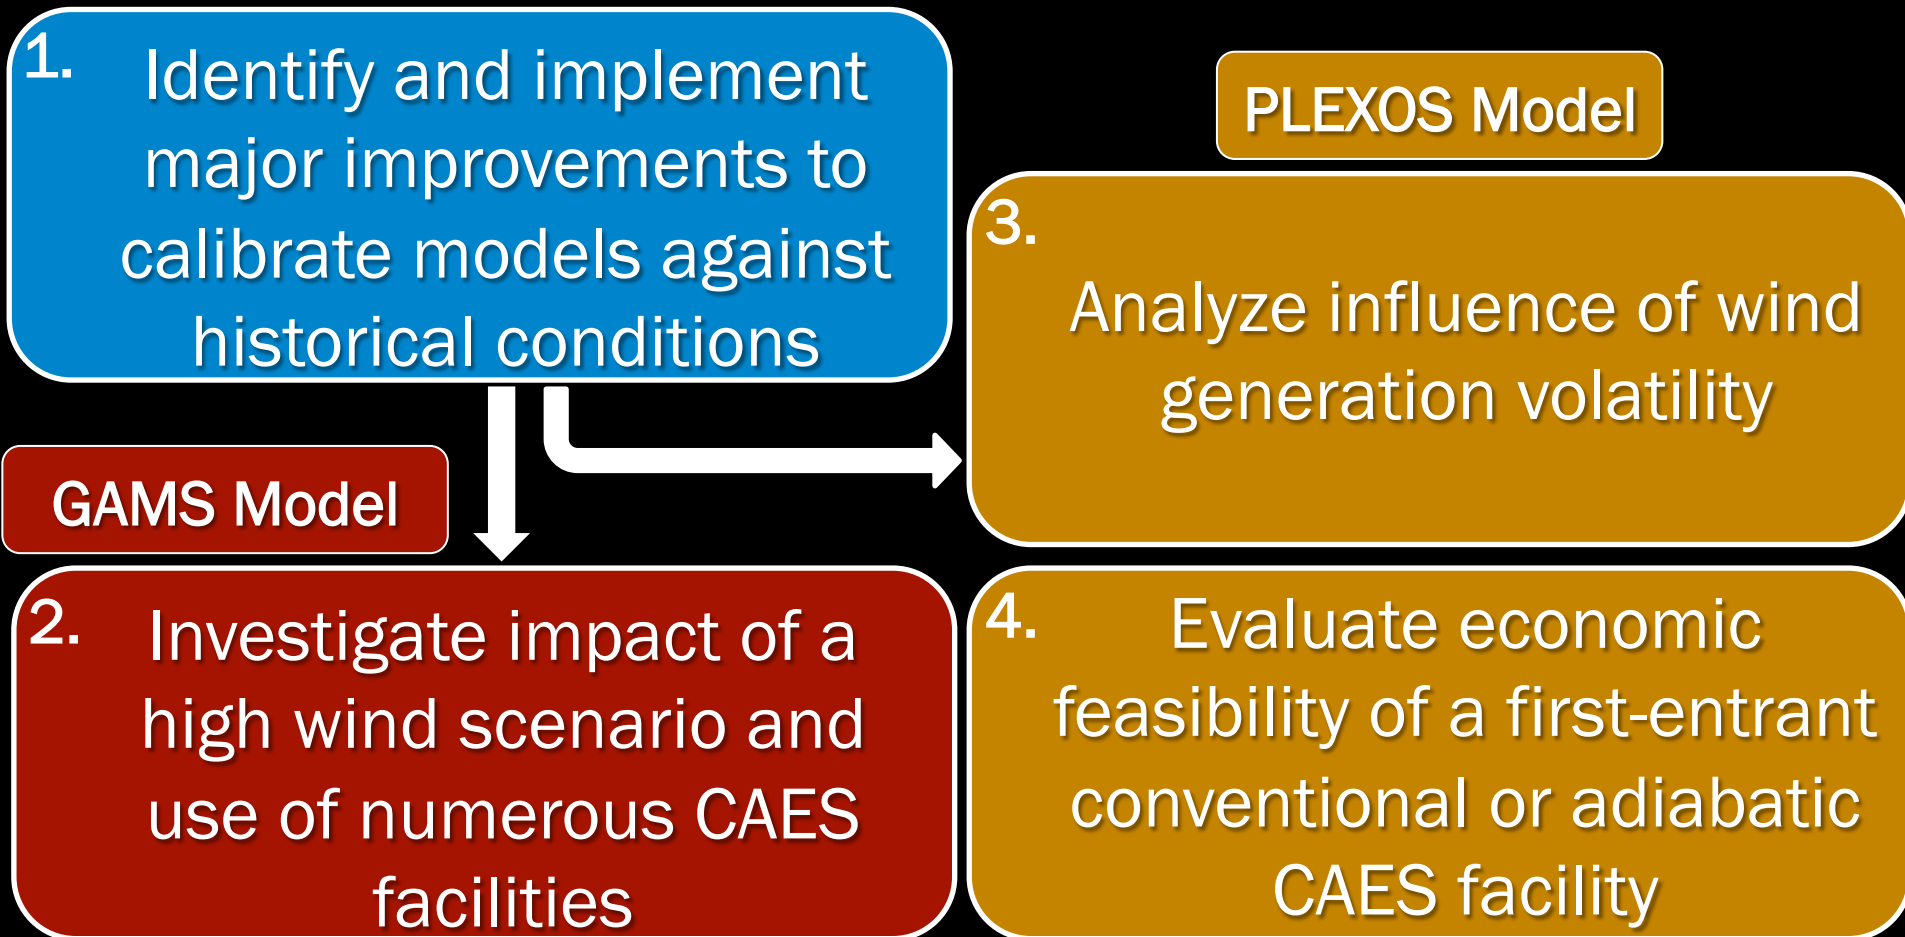 1.
Identify and implement
major improvements to
calibrate models against
historical conditions
GAMS Model
2.
Investigate impact of a
high wind scenario and
use of numerous CAES
facilities
PLEXOS Model
3.
Analyze influence of wind
generation volatility
4.
Evaluate economic
feasibility of a first-entrant
conventional or adiabatic
CAES facility